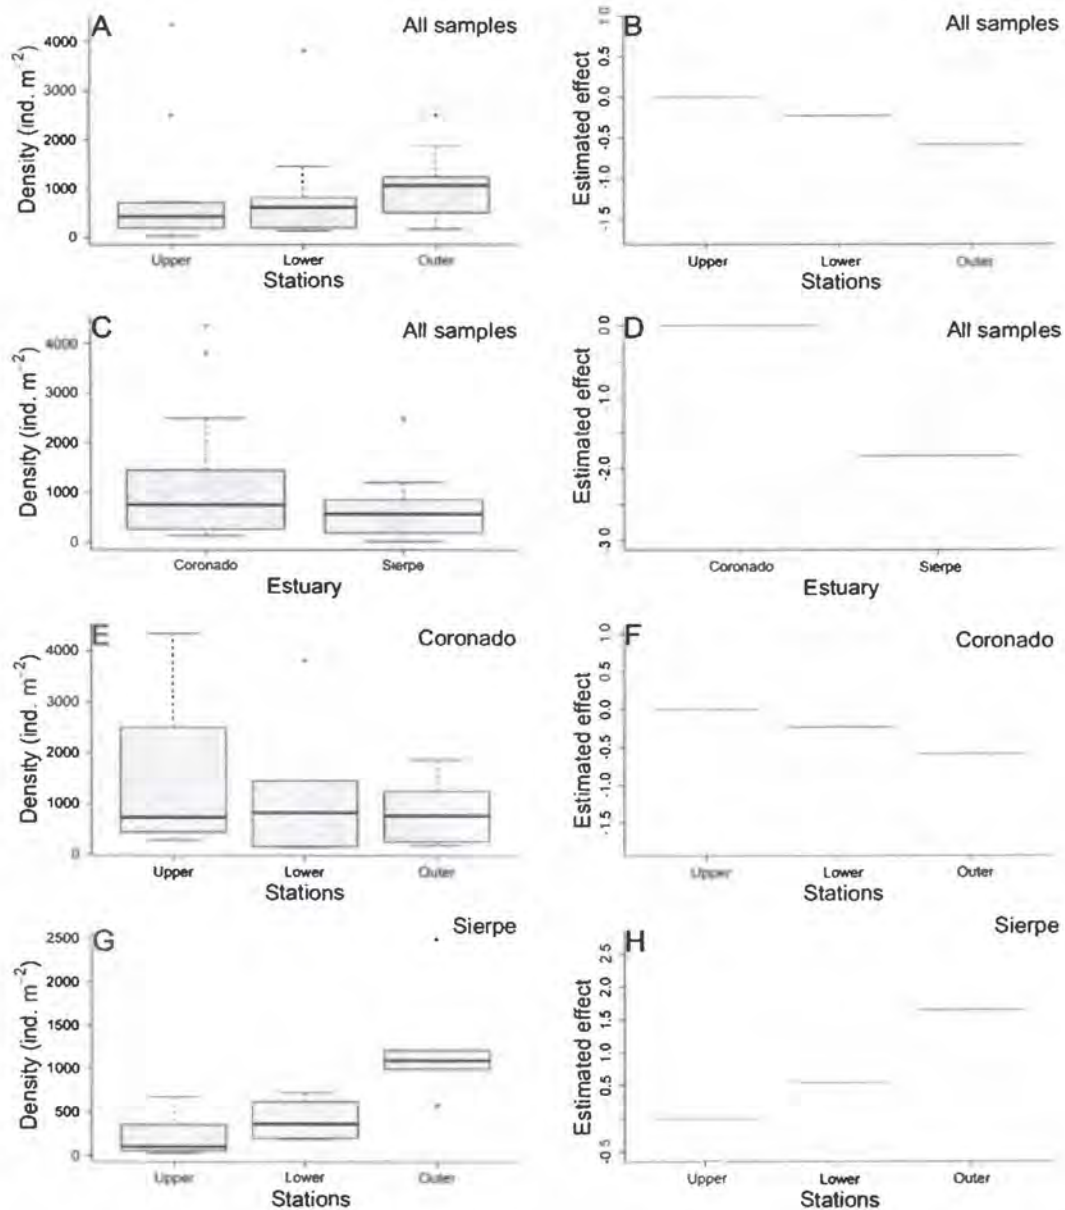 A
All samples
Density (ind. m⁻²)
4000
3000
2000
1000
0
Upper
Lower
Outer
Stations
B
All samples
Estimated effect
1.0
0.5
0.0
-0.5
-1.0
-1.5
Upper
Lower
Outer
Stations
C
All samples
Density (ind. m⁻²)
4000
3000
2000
1000
0
Coronado
Sierpe
Estuary
D
All samples
Estimated effect
0.0
1.0
-2.0
3.0
Coronado
Sierpe
Estuary
E
Coronado
Density (ind. m⁻²)
4000
3000
2000
1000
0
Upper
Lower
Outer
Stations
F
Coronado
Estimated effect
1.0
0.5
0.0
-0.5
-1.0
-1.5
Upper
Lower
Outer
Stations
G
Sierpe
Density (ind. m⁻²)
2500
2000
1500
1000
500
0
Upper
Lower
Outer
Stations
H
Sierpe
Estimated effect
2.5
2.0
1.5
1.0
0.5
-0.5
Upper
Lower
Outer
Stations